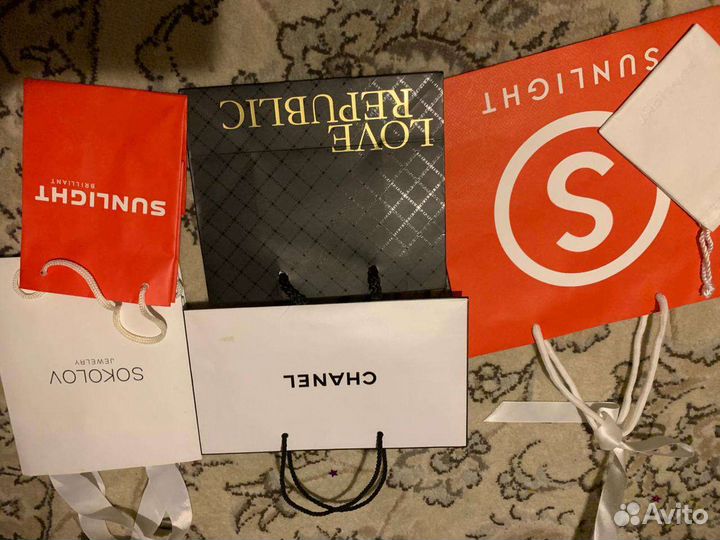 SUNLIGHT
BRILLIANT
LOVE
REPUBLIC
SUNLIGHT
S
SOKOLOV
JEWELRY
CHANEL
Avito